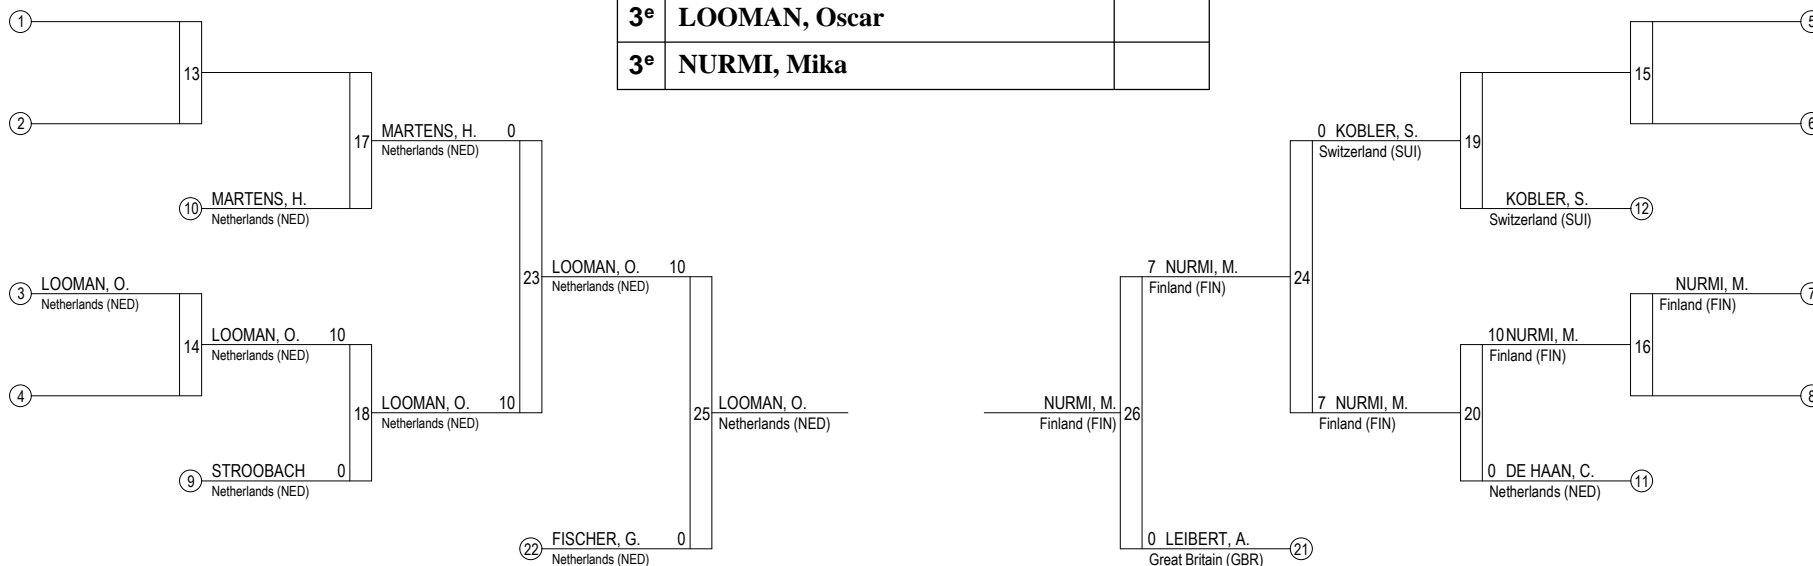 3e LOOMAN, Oscar
3e NURMI, Mika
1
13
2
17
MARTENS, H. 0
Netherlands (NED)
10 MARTENS, H.
Netherlands (NED)
23
3 LOOMAN, O.
Netherlands (NED)
14
LOOMAN, O. 10
Netherlands (NED)
4
18
LOOMAN, O. 10
Netherlands (NED)
9 STROOBACH 0
Netherlands (NED)
LOOMAN, O. 10
Netherlands (NED)
25
LOOMAN, O.
Netherlands (NED)
22 FISCHER, G. 0
Netherlands (NED)
5
15
6
19
0 KOBLER, S.
Switzerland (SUI)
KOBLER, S. 12
Switzerland (SUI)
24
7 NURMI, M.
Finland (FIN)
NURMI, M. 7
Finland (FIN)
16
10 NURMI, M.
Finland (FIN)
8
20
7 NURMI, M.
Finland (FIN)
0 DE HAAN, C. 11
Netherlands (NED)
NURMI, M.
Finland (FIN)
26
0 LEIBERT, A. 21
Great Britain (GBR)